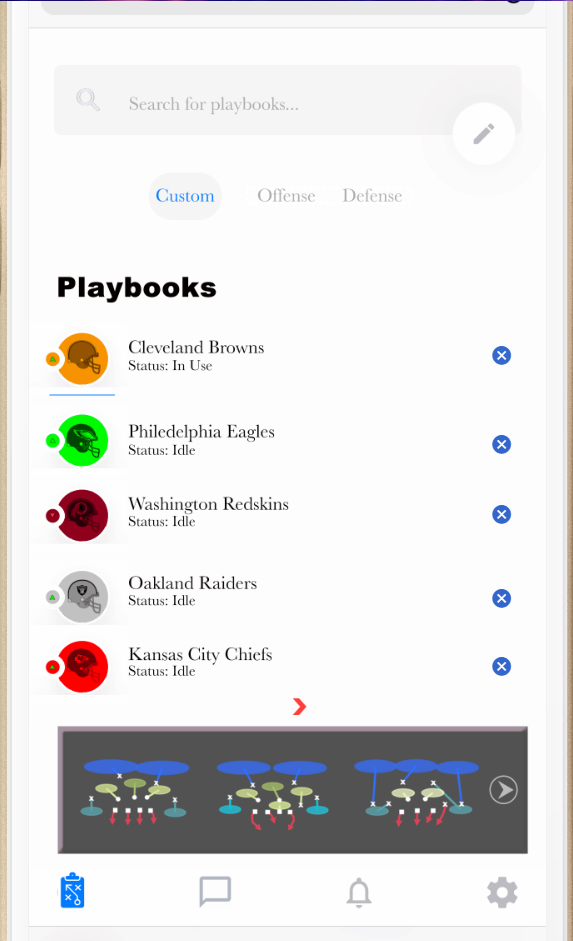 Search for playbooks...
Custom Offense Defense
Playbooks
Cleveland Browns
Status: In Use
Philedelphia Eagles
Status: Idle
Washington Redskins
Status: Idle
Oakland Raiders
Status: Idle
Kansas City Chiefs
Status: Idle